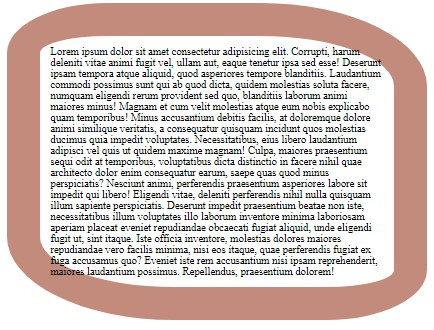 Lorem ipsum dolor sit amet consectetur adipisicing elit. Corrupti, harum
deleniti vitae animi fugit vel, ullam aut, eaque tenetur ipsa sed esse! Deserunt
ipsam tempora atque aliquid, quod asperiores tempore blanditiis. Laudantium
commodi possimus sunt qui ab quod dicta, quidem molestias soluta facere,
numquam eligendi rerum provident sed quo, blanditiis laborum animi
maiores minus! Magnam et cum velit molestias atque eum nobis explicabo
quam temporibus! Minus accusantium debitis facilis, at doloremque dolore
animi similique veritatis, a consequatur quisquam incidunt quos molestias
ducimus quia impedit voluptates. Necessitatibus, eius libero laudantium
adipisci vel quis ut quidem maxime magnam! Culpa, maiores praesentium
sequi odit at temporibus, voluptatibus dicta distinctio in facere nihil quae
architecto dolor enim consequatur earum, saepe quas quod minus
perspiciatis? Nesciunt animi, perferendis praesentium asperiores labore sit
impedit qui libero! Eligendi vitae, deleniti perferendis nihil nulla quisquam
illum sapiente perspiciatis. Deserunt impedit praesentium beatae non iste,
necessitatibus illum voluptates illo laborum inventore minima laboriosam
aperiam placeat eveniet repudiandae obcaecati fugiat aliquid, unde eligendi
fugit ut, sint itaque. Iste officia inventore, molestias dolores maiores
repudiandae vero facilis minima, nisi eos itaque, quae perferendis fugiat ex
fuga accusamus quo? Eveniet iste rem accusantium nisi ipsam reprehenderit,
maiores laudantium possimus. Repellendus, praesentium dolorem!